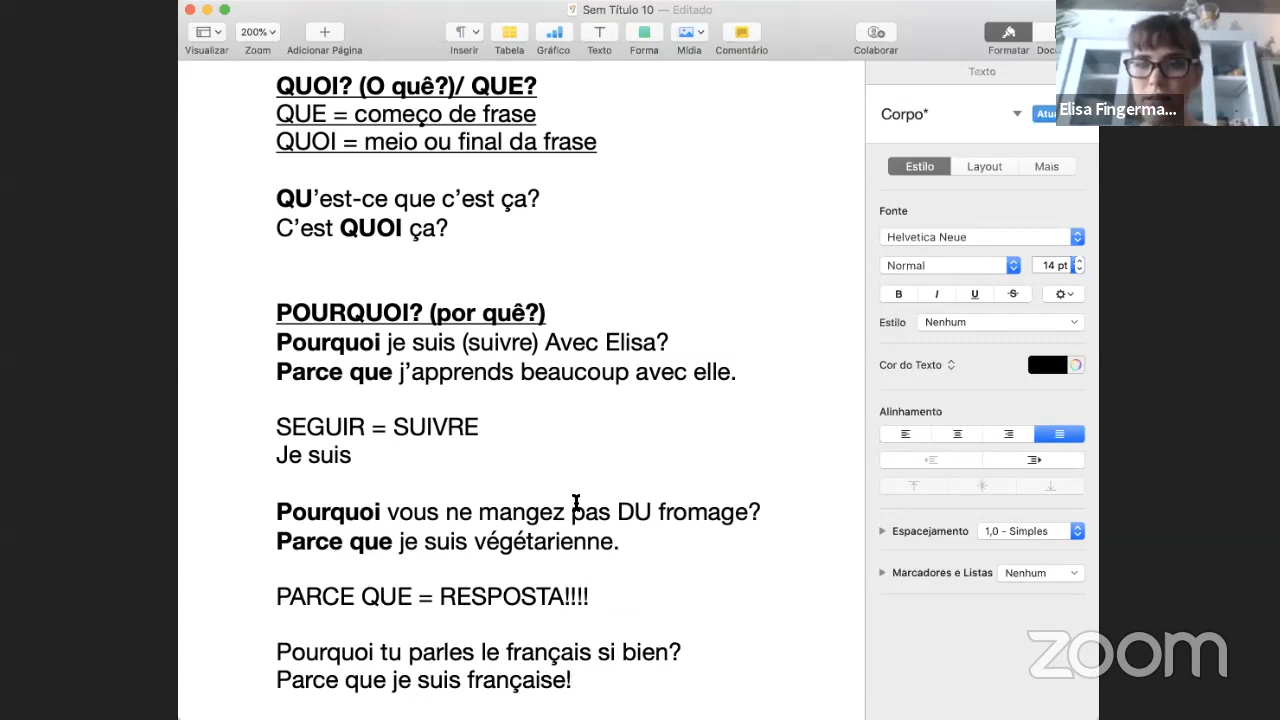 Sem Título 10 — Editado
200%
Visualizar Zoom Adicionar Página Inserir Tabela Gráfico Texto Forma Mídia Comentário Colaborar Formatar
Texto
Elisa Fingerma...
QUOI? (O quê?)/ QUE?
QUE = começo de frase
QUOI = meio ou final da frase
QU’est-ce que c’est ça?
C’est QUOI ça?
POURQUOI? (por quê?)
Pourquoi je suis (suivre) Avec Elisa?
Parce que j’apprends beaucoup avec elle.
SEGUIR = SUIVRE
Je suis
Pourquoi vous ne mangez pas DU fromage?
Parce que je suis végétarienne.
PARCE QUE = RESPOSTA!!!!
Pourquoi tu parles le français si bien?
Parce que je suis française!
Corpo*
Estilo Layout Mais
Fonte
Helvetica Neue
Normal 14 pt
B I U S
Estilo Nenhum
Cor do Texto
Alinhamento
Espacejamento 1,0 - Simples
Marcadores e Listas Nenhum
zoom